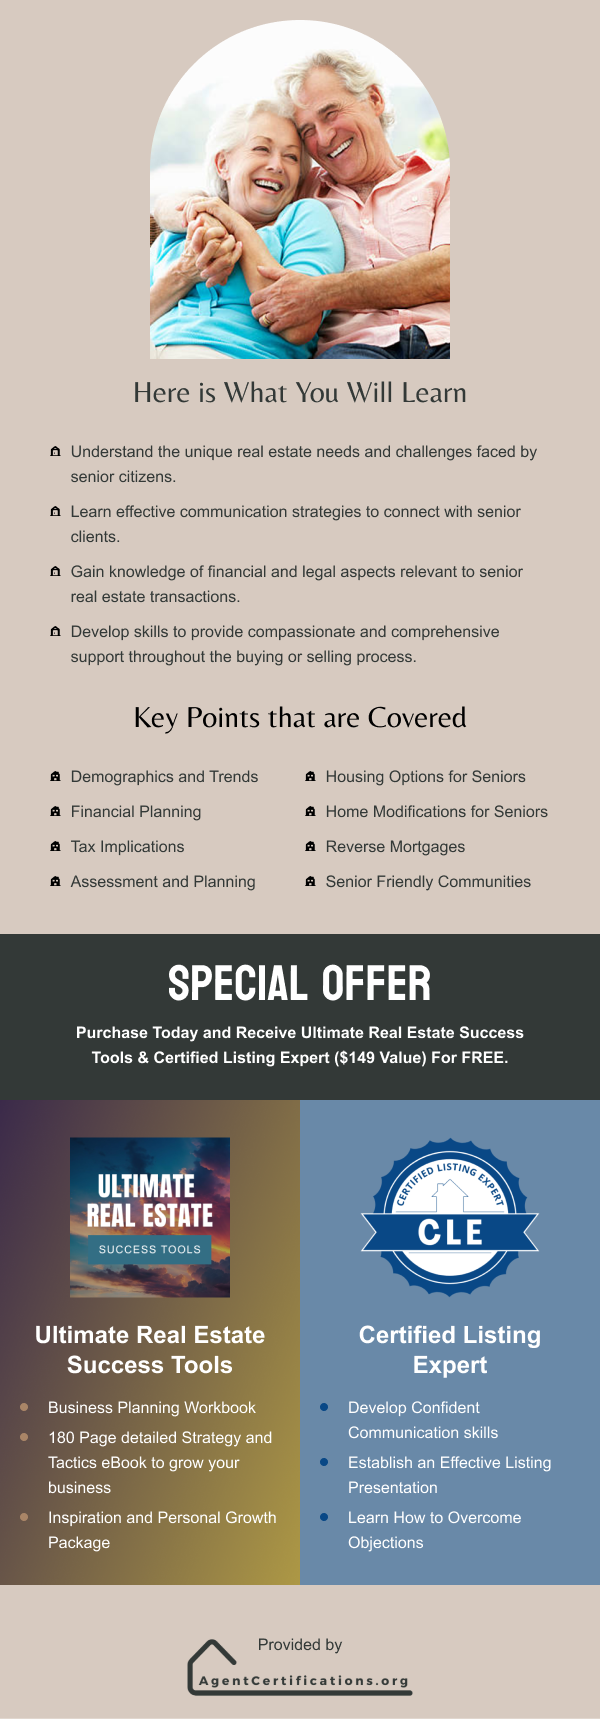 Here is What You Will Learn
Understand the unique real estate needs and challenges faced by
senior citizens.
Learn effective communication strategies to connect with senior
clients.
Gain knowledge of financial and legal aspects relevant to senior
real estate transactions.
Develop skills to provide compassionate and comprehensive
support throughout the buying or selling process.
Key Points that are Covered
Demographics and Trends
Financial Planning
Tax Implications
Assessment and Planning
Housing Options for Seniors
Home Modifications for Seniors
Reverse Mortgages
Senior Friendly Communities
SPECIAL OFFER
Purchase Today and Receive Ultimate Real Estate Success
Tools & Certified Listing Expert ($149 Value) For FREE.
ULTIMATE
REAL ESTATE
SUCCESS TOOLS
Ultimate Real Estate
Success Tools
Business Planning Workbook
180 Page detailed Strategy and
Tactics eBook to grow your
business
Inspiration and Personal Growth
Package
CERTIFIED LISTING EXPERT
CLE
Certified Listing
Expert
Develop Confident
Communication skills
Establish an Effective Listing
Presentation
Learn How to Overcome
Objections
Provided by
AgentCertifications.org